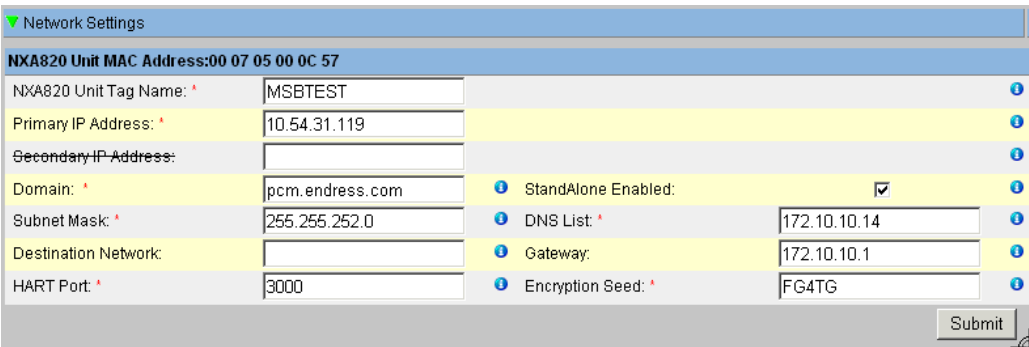 Network Settings
NXA820 Unit MAC Address:00 07 05 00 0C 57
NXA820 Unit Tag Name: * MSBTEST
Primary IP Address: * 10.54.31.119
Secondary IP Address:
Domain: * pcm.endress.com StandAlone Enabled:
Subnet Mask: * 255.255.252.0 DNS List: * 172.10.10.14
Destination Network: Gateway: 172.10.10.1
HART Port: * 3000 Encryption Seed: * FG4TG
Submit